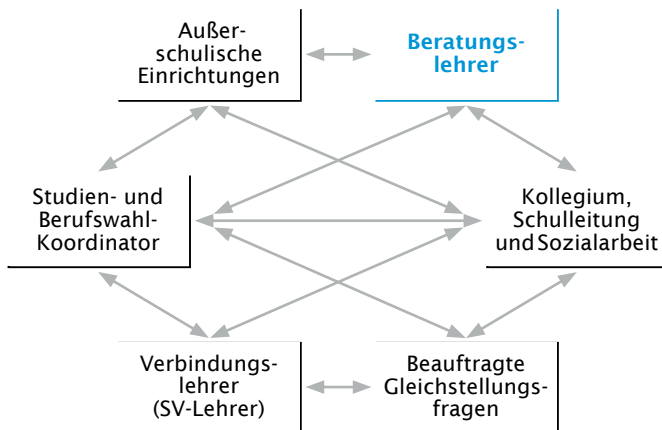 Außer-
schulische
Einrichtungen
Beratungs-
lehrer
Studien- und
Berufswahl-
Koordinator
Kollegium,
Schulleitung
und Sozialarbeit
Verbindungs-
lehrer
(SV-Lehrer)
Beauftragte
Gleichstellungs-
fragen